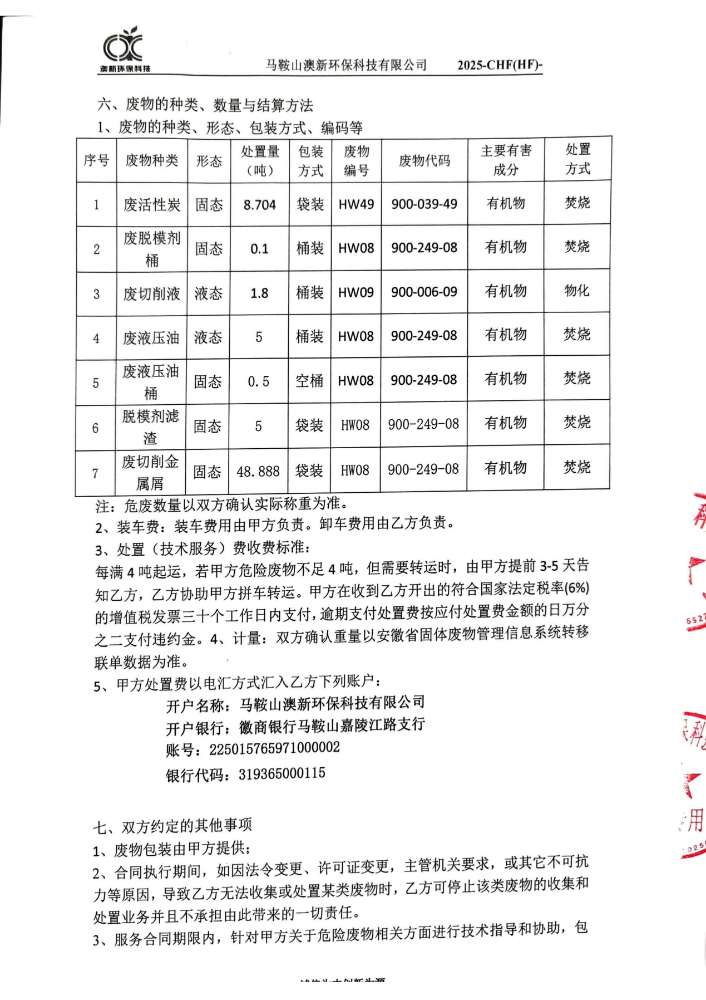 澳新环保科技
马鞍山澳新环保科技有限公司 2025-CHF(HF)-
六、废物的种类、数量与结算方法
1、废物的种类、形态、包装方式、编码等
序号 废物种类 形态 处置量（吨） 包装方式 废物编号 废物代码 主要有害成分 处置方式
1 废活性炭 固态 8.704 袋装 HW49 900-039-49 有机物 焚烧
2 废脱模剂桶 固态 0.1 桶装 HW08 900-249-08 有机物 焚烧
3 废切削液 液态 1.8 桶装 HW09 900-006-09 有机物 物化
4 废液压油 液态 5 桶装 HW08 900-249-08 有机物 焚烧
5 废液压油桶 固态 0.5 空桶 HW08 900-249-08 有机物 焚烧
6 脱模剂滤渣 固态 5 袋装 HW08 900-249-08 有机物 焚烧
7 废切削金属屑 固态 48.888 袋装 HW08 900-249-08 有机物 焚烧
注：危废数量以双方确认实际称重为准。
2、装车费：装车费用由甲方负责。卸车费用由乙方负责。
3、处置（技术服务）费收费标准：
每满4吨起运，若甲方危险废物不足4吨，但需要转运时，由甲方提前3-5天告
知乙方，乙方协助甲方拼车转运。甲方在收到乙方开出的符合国家法定税率(6%)
的增值税发票三十个工作日内支付，逾期支付处置费按应付处置费金额的日万分
之二支付违约金。4、计量：双方确认重量以安徽省固体废物管理信息系统转移
联单数据为准。
5、甲方处置费以电汇方式汇入乙方下列账户：
开户名称：马鞍山澳新环保科技有限公司
开户银行：徽商银行马鞍山嘉陵江路支行
账号：225015765971000002
银行代码：319365000115
七、双方约定的其他事项
1、废物包装由甲方提供；
2、合同执行期间，如因法令变更、许可证变更，主管机关要求，或其它不可抗
力等原因，导致乙方无法收集或处置某类废物时，乙方可停止该类废物的收集和
处置业务并且不承担由此带来的一切责任。
3、服务合同期限内，针对甲方关于危险废物相关方面进行技术指导和协助，包
6527
科
用
0250